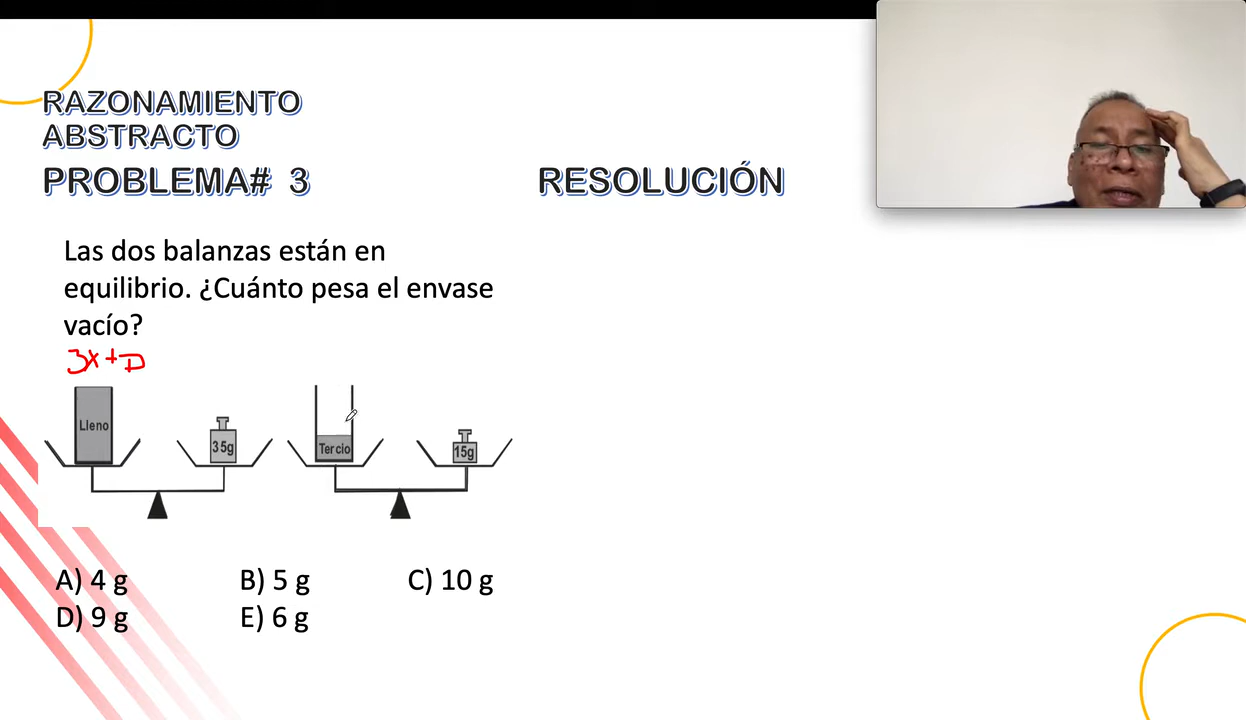 RAZONAMIENTO
ABSTRACTO
PROBLEMA# 3
RESOLUCIÓN
Las dos balanzas están en
equilibrio. ¿Cuánto pesa el envase
vacío?
3x+D
Lleno
35g
Tercio
15g
A) 4 g
B) 5 g
C) 10 g
D) 9 g
E) 6 g